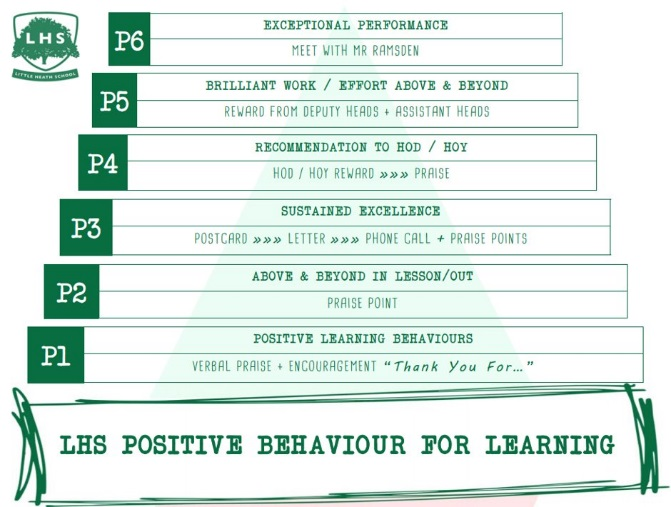 LHS
LITTLE HEATH SCHOOL
P6
EXCEPTIONAL PERFORMANCE
MEET WITH MR RAMSDEN
P5
BRILLIANT WORK / EFFORT ABOVE & BEYOND
REWARD FROM DEPUTY HEADS + ASSISTANT HEADS
P4
RECOMMENDATION TO HOD / HOY
HOD / HOY REWARD »»» PRAISE
P3
SUSTAINED EXCELLENCE
POSTCARD »»» LETTER »»» PHONE CALL + PRAISE POINTS
P2
ABOVE & BEYOND IN LESSON/OUT
PRAISE POINT
P1
POSITIVE LEARNING BEHAVIOURS
VERBAL PRAISE + ENCOURAGEMENT “Thank You For…”
LHS POSITIVE BEHAVIOUR FOR LEARNING